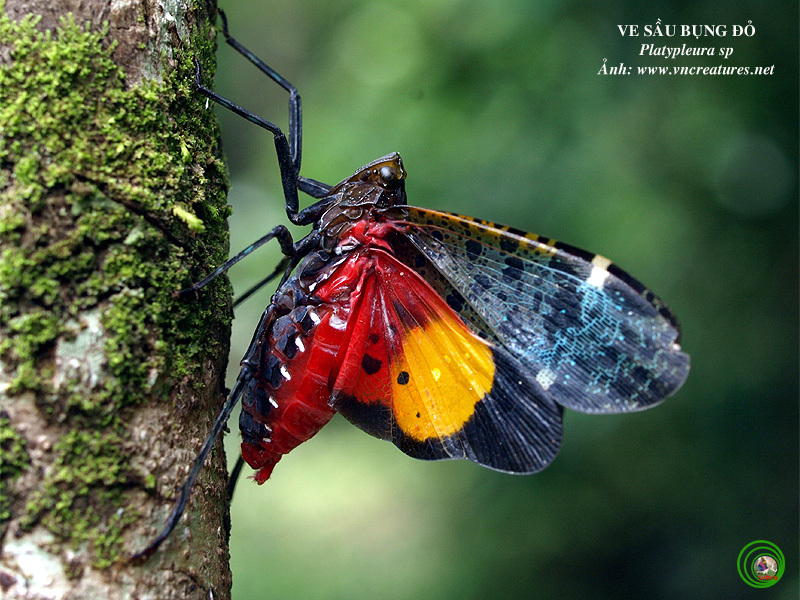 VE SẦU BỤNG ĐỎ
Platypleura sp
Ảnh: www.vncreatures.net